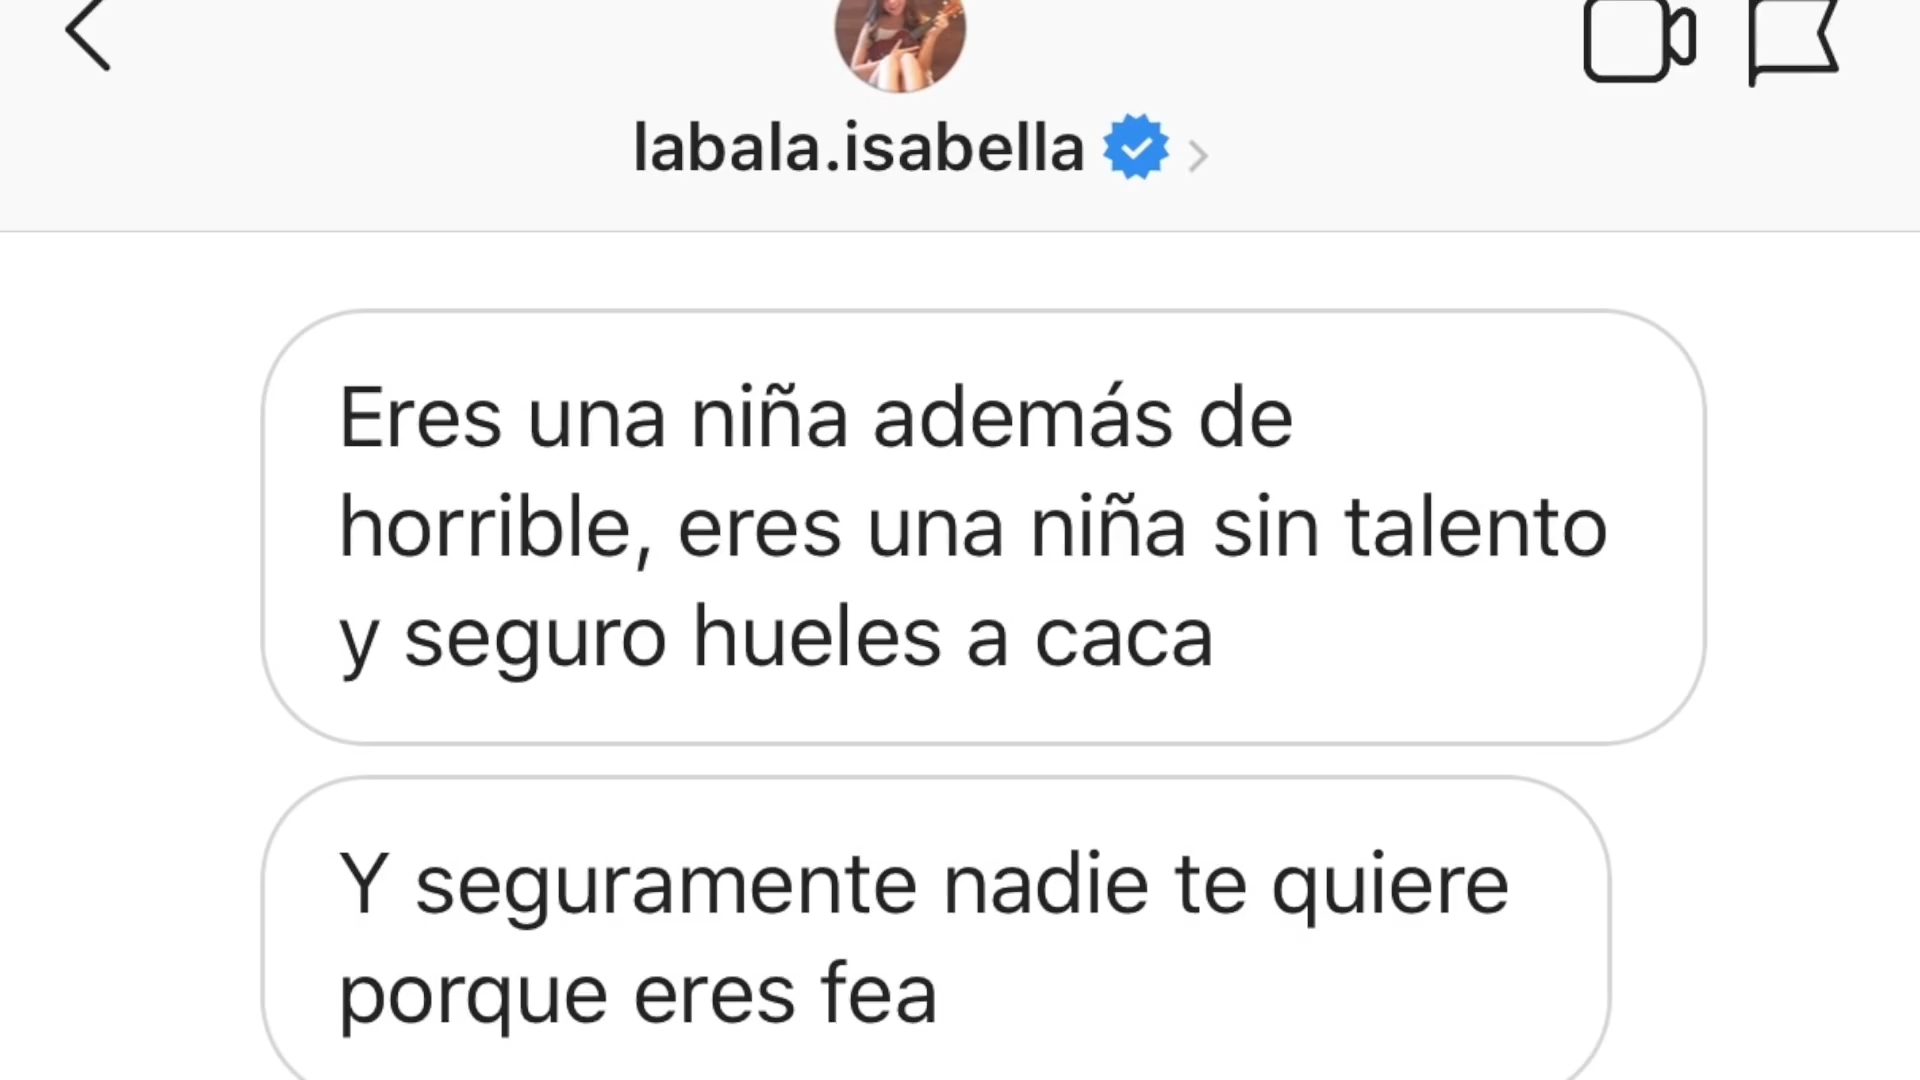 labala.isabella
Eres una niña además de
horrible, eres una niña sin talento
y seguro hueles a caca
Y seguramente nadie te quiere
porque eres fea